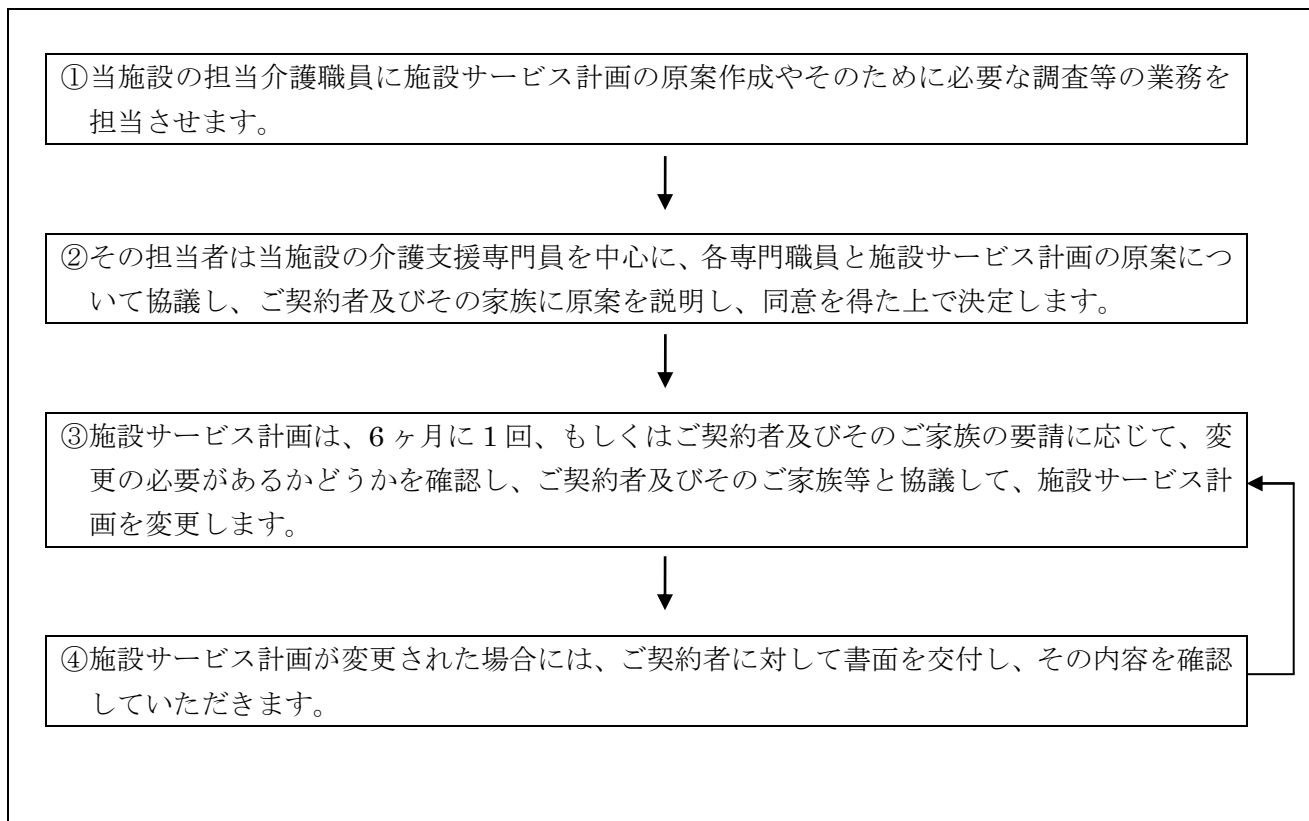 ①当施設の担当介護職員に施設サービス計画の原案作成やそのために必要な調査等の業務を
担当させます。
②その担当者は当施設の介護支援専門員を中心に、各専門職員と施設サービス計画の原案につ
いて協議し、ご契約者及びその家族に原案を説明し、同意を得た上で決定します。
③施設サービス計画は、6 ヶ月に 1 回、もしくはご契約者及びそのご家族の要請に応じて、変
更の必要があるかどうかを確認し、ご契約者及びそのご家族等と協議して、施設サービス計
画を変更します。
④施設サービス計画が変更された場合には、ご契約者に対して書面を交付し、その内容を確認
していただきます。